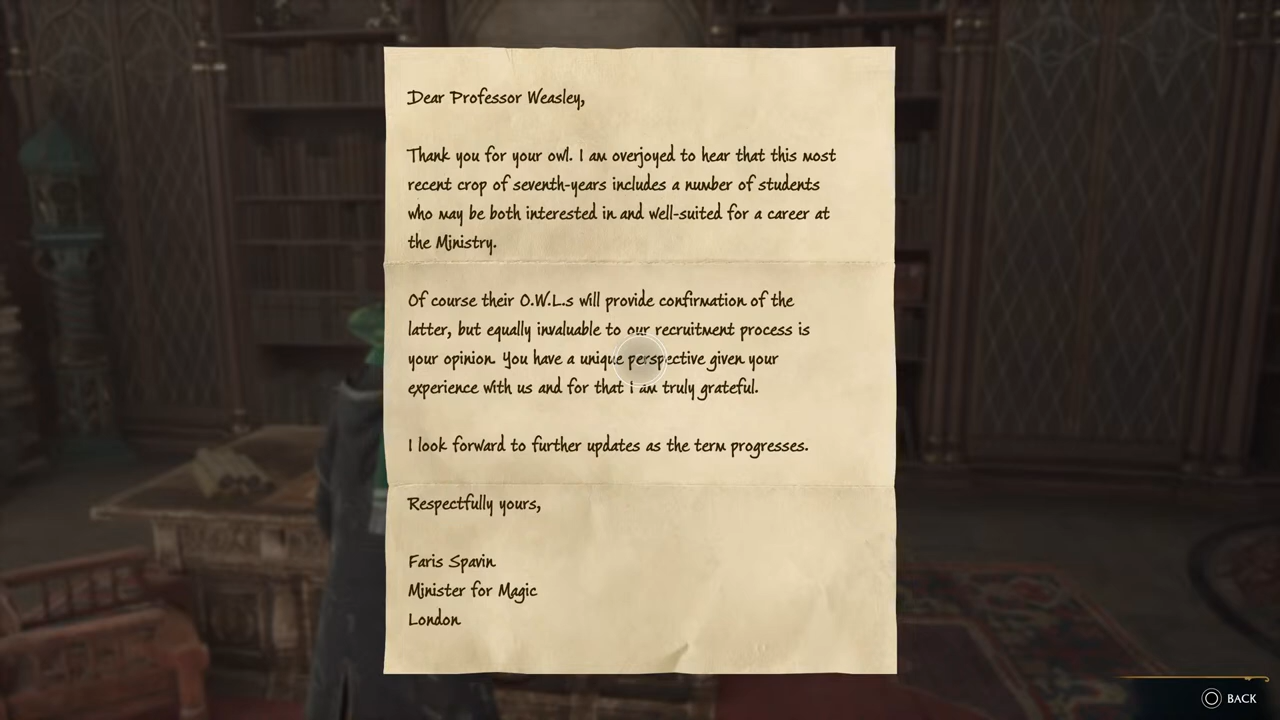 Dear Professor Weasley,
Thank you for your owl. I am overjoyed to hear that this most
recent crop of seventh-years includes a number of students
who may be both interested in and well-suited for a career at
the Ministry.
Of course their O.W.L.s will provide confirmation of the
latter, but equally invaluable to our recruitment process is
your opinion. You have a unique perspective given your
experience with us and for that I am truly grateful.
I look forward to further updates as the term progresses.
Respectfully yours,
Faris Spavin
Minister for Magic
London
BACK